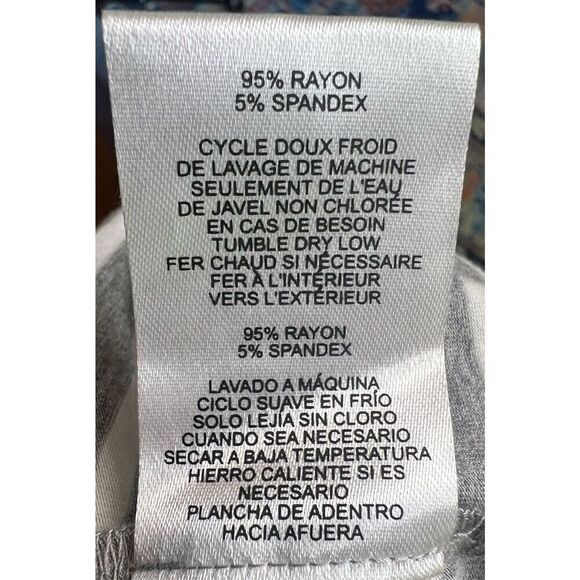 95% RAYON
5% SPANDEX
CYCLE DOUX FROID
DE LAVAGE DE MACHINE
SEULEMENT DE L'EAU
DE JAVEL NON CHLORÉE
EN CAS DE BESOIN
TUMBLE DRY LOW
FER CHAUD SI NÉCESSAIRE
FER À L'INTÉRIEUR
VERS L'EXTÉRIEUR
95% RAYON
5% SPANDEX
LAVADO A MÁQUINA
CICLO SUAVE EN FRÍO
SOLO LEJÍA SIN CLORO
CUANDO SEA NECESARIO
SECAR A BAJA TEMPERATURA
HIERRO CALIENTE SI ES
NECESARIO
PLANCHA DE ADENTRO
HACIA AFUERA